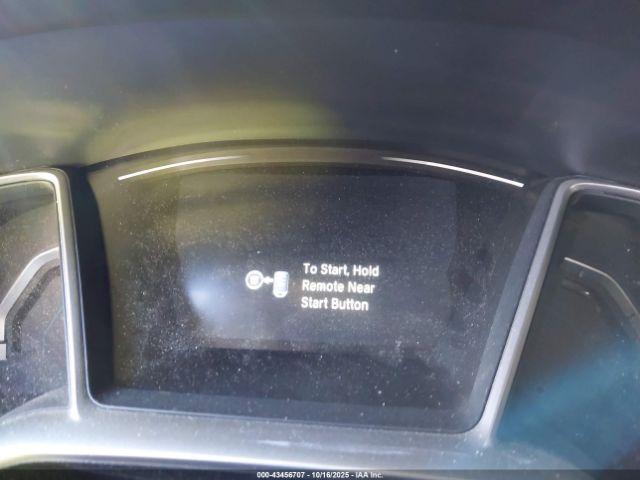 To Start, Hold
Remote Near
Start Button
000-43456707 - 10/16/2025 - © IAA Inc.